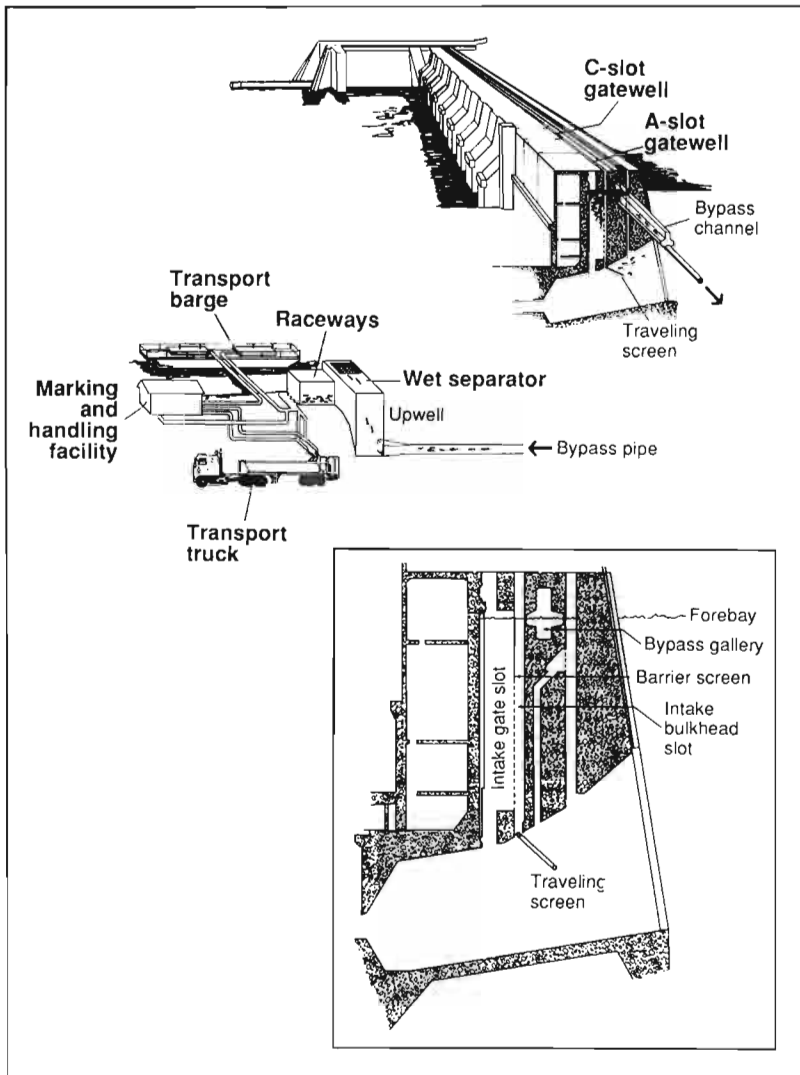 C-slot
gatewell
A-slot
gatewell
Bypass
channel
Traveling
screen
Transport
barge
Raceways
Wet separator
Marking
and
handling
facility
Upwell
Bypass pipe
Transport
truck
Forebay
Bypass gallery
Barrier screen
Intake
bulkhead
slot
Intake gate slot
Traveling
screen